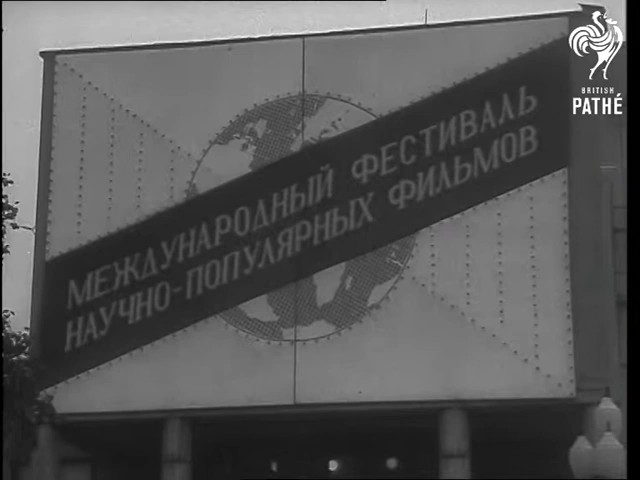 BRITISH
PATHÉ
МЕЖДУНАРОДНЫЙ ФЕСТИВАЛЬ
НАУЧНО-ПОПУЛЯРНЫХ ФИЛЬМОВ